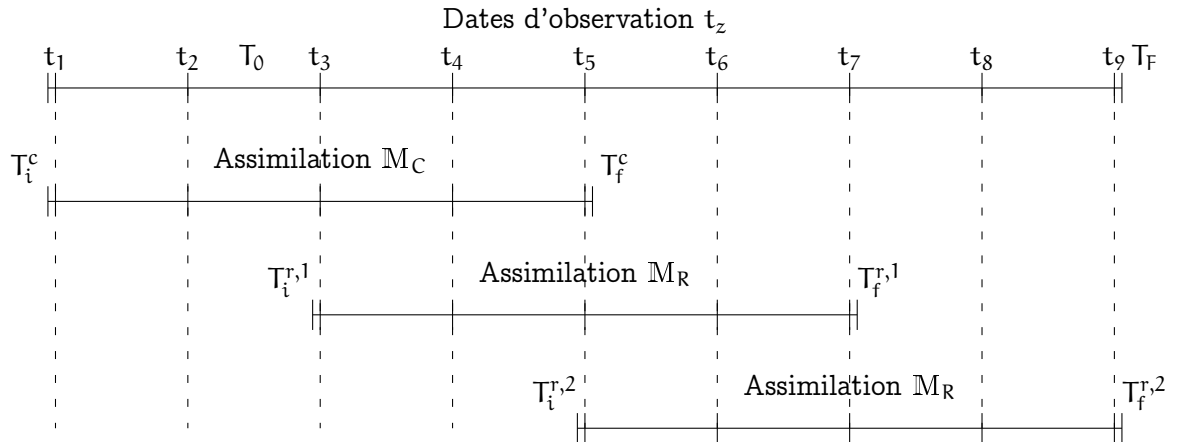 Dates d'observation t_z
t_1 t_2 T_0 t_3 t_4 t_5 t_6 t_7 t_8 t_9 T_F
T_i^c Assimilation 𝕄_C T_f^c
T_i^{r,1} Assimilation 𝕄_R T_f^{r,1}
T_i^{r,2} Assimilation 𝕄_R T_f^{r,2}